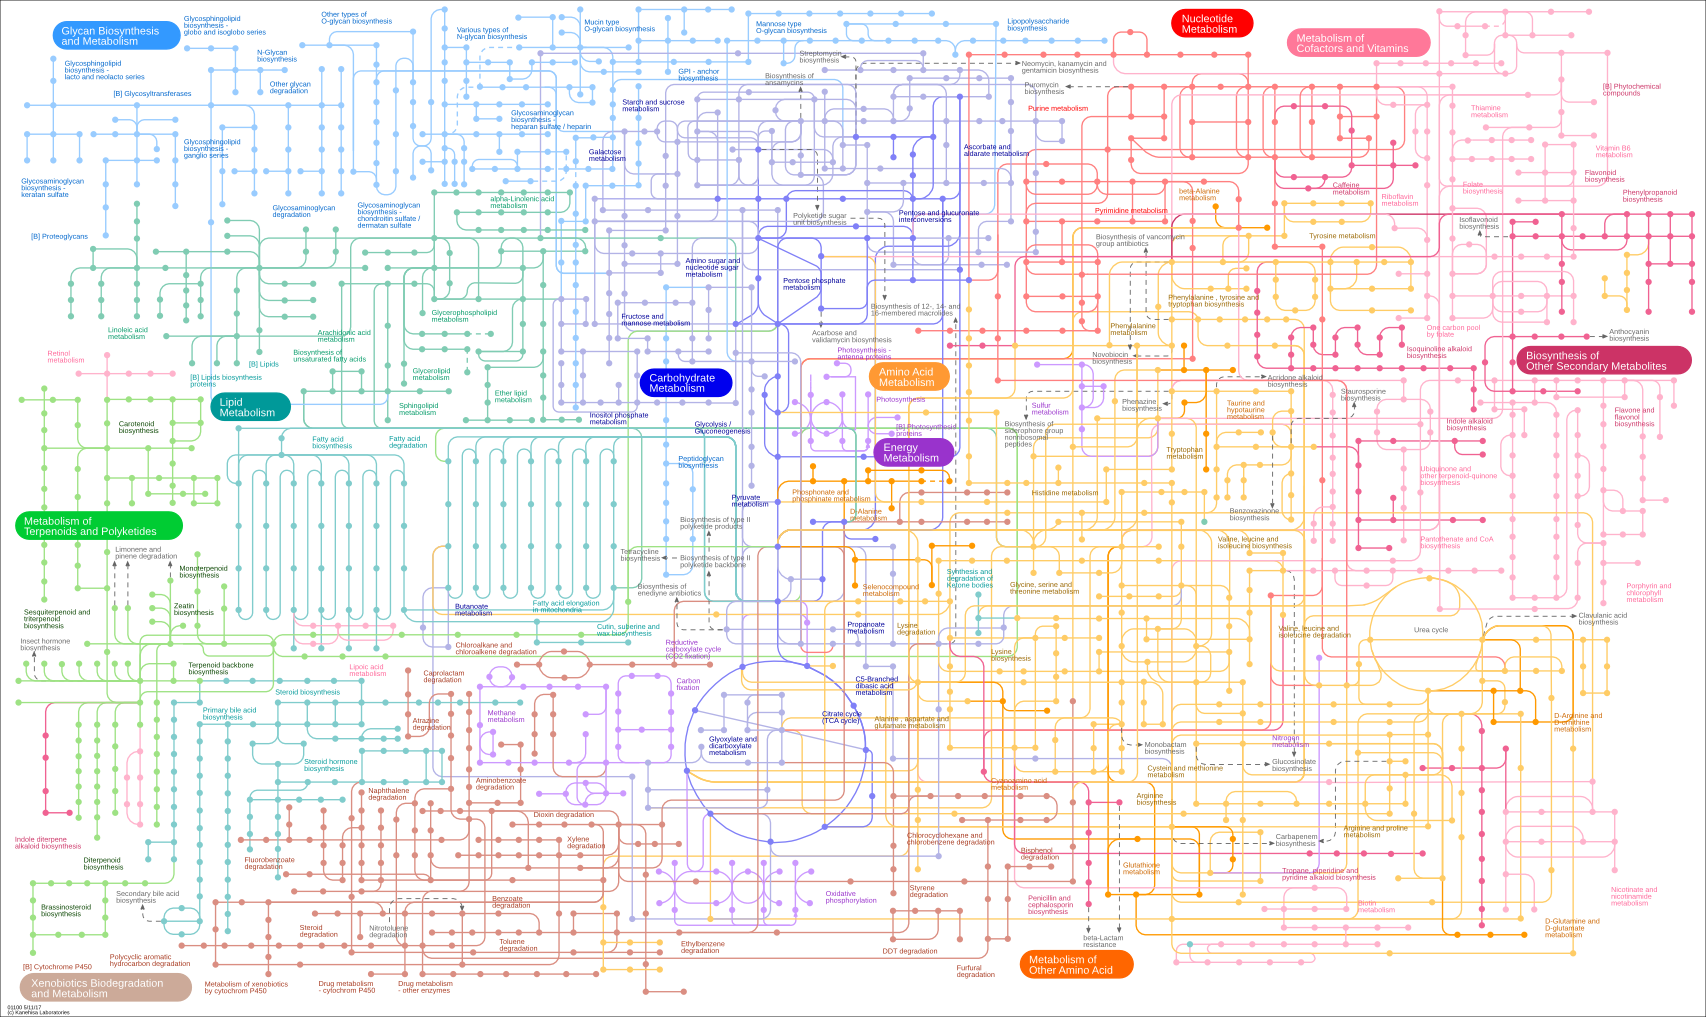 Glycan Biosynthesis
and Metabolism
Glycosphingolipid
biosynthesis -
globo and isoglobo series
Other types of
O-glycan biosynthesis
Various types of
N-glycan biosynthesis
Mucin type
O-glycan biosynthesis
Mannose type
O-glycan biosynthesis
Lipopolysaccharide
biosynthesis
Nucleotide
Metabolism
Metabolism of
Cofactors and Vitamins
N-Glycan
biosynthesis
Glycosphingolipid
biosynthesis -
lacto and neolacto series
Other glycan
degradation
[B] Glycosyltransferases
GPI - anchor
biosynthesis
Streptomycin
biosynthesis
Biosynthesis of
ansamycins
Neomycin, kanamycin and
gentamicin biosynthesis
Puromycin
biosynthesis
Purine metabolism
[B] Phytochemical
compounds
Thiamine
metabolism
Starch and sucrose
metabolism
Glycosaminoglycan
biosynthesis -
heparan sulfate / heparin
Glycosphingolipid
biosynthesis -
ganglio series
Galactose
metabolism
Ascorbate and
aldarate metabolism
Vitamin B6
metabolism
Flavonoid
biosynthesis
Phenylpropanoid
biosynthesis
Glycosaminoglycan
biosynthesis -
keratan sulfate
Glycosaminoglycan
degradation
Glycosaminoglycan
biosynthesis -
chondroitin sulfate /
dermatan sulfate
alpha-Linolenic acid
metabolism
beta-Alanine
metabolism
Caffeine
metabolism
Riboflavin
metabolism
Folate
biosynthesis
Polyketide sugar
unit biosynthesis
Pentose and glucuronate
interconversions
Pyrimidine metabolism
Isoflavonoid
biosynthesis
[B] Proteoglycans
Biosynthesis of vancomycin
group antibiotics
Tyrosine metabolism
Amino sugar and
nucleotide sugar
metabolism
Pentose phosphate
metabolism
Biosynthesis of 12-, 14- and
16-membered macrolides
Phenylalanine , tyrosine and
tryptophan biosynthesis
Glycerophospholipid
metabolism
Fructose and
mannose metabolism
Linoleic acid
metabolism
Arachidonic acid
metabolism
Acarbose and
validamycin biosynthesis
Phenylalanine
metabolism
One carbon pool
by folate
Anthocyanin
biosynthesis
Retinol
metabolism
[B] Lipids
Biosynthesis of
unsaturated fatty acids
Photosynthesis -
antenna proteins
Novobiocin
biosynthesis
Isoquinoline alkaloid
biosynthesis
Biosynthesis of
Other Secondary Metabolites
[B] Lipids biosynthesis
proteins
Glycerolipid
metabolism
Carbohydrate
Metabolism
Amino Acid
Metabolism
Acridone alkaloid
biosynthesis
Staurosporine
biosynthesis
Lipid
Metabolism
Sphingolipid
metabolism
Ether lipid
metabolism
Inositol phosphate
metabolism
Photosynthesis
Sulfur
metabolism
Phenazine
biosynthesis
Taurine and
hypotaurine
metabolism
Flavone and
flavonol
biosynthesis
Carotenoid
biosynthesis
Glycolysis /
Gluconeogenesis
[B] Photosynthesis
proteins
Biosynthesis of
siderophore group
nonribosomal
peptides
Indole alkaloid
biosynthesis
Fatty acid
biosynthesis
Fatty acid
degradation
Energy
Metabolism
Tryptophan
metabolism
Peptidoglycan
biosynthesis
Ubiquinone and
other terpenoid-quinone
biosynthesis
Pyruvate
metabolism
Phosphonate and
phosphinate metabolism
Histidine metabolism
D-Alanine
metabolism
Benzoxazinone
biosynthesis
Metabolism of
Terpenoids and Polyketides
Biosynthesis of type II
polyketide products
Valine, leucine and
isoleucine biosynthesis
Pantothenate and CoA
biosynthesis
Limonene and
pinene degradation
Tetracycline
biosynthesis
Biosynthesis of type II
polyketide backbone
Monoterpenoid
biosynthesis
Biosynthesis of
enediyne antibiotics
Selenocompound
metabolism
Synthesis and
degradation of
Ketone bodies
Glycine, serine and
threonine metabolism
Porphyrin and
chlorophyll
metabolism
Sesquiterpenoid and
triterpenoid
biosynthesis
Zeatin
biosynthesis
Butanoate
metabolism
Fatty acid elongation
in mitochondria
Cutin, suberine and
wax biosynthesis
Propanoate
metabolism
Lysine
degradation
Valine, leucine and
isoleucine degradation
Urea cycle
Clavulanic acid
biosynthesis
Insect hormone
biosynthesis
Chloroalkane and
chloroalkene degradation
Reductive
carboxylate cycle
(CO2 fixation)
Lysine
biosynthesis
Terpenoid backbone
biosynthesis
Lipoic acid
metabolism
Caprolactam
degradation
Carbon
fixation
C5-Branched
dibasic acid
metabolism
Steroid biosynthesis
Primary bile acid
biosynthesis
Atrazine
degradation
Methane
metabolism
Citrate cycle
(TCA cycle)
Alanine , aspartate and
glutamate metabolism
D-Arginine and
D-ornithine
metabolism
Glyoxylate and
dicarboxylate
metabolism
Monobactam
biosynthesis
Nitrogen
metabolism
Steroid hormone
biosynthesis
Glucosinolate
biosynthesis
Cystein and methionine
metabolism
Aminobenzoate
degradation
Cyanoamino acid
metabolism
Naphthalene
degradation
Arginine
biosynthesis
Dioxin degradation
Arginine and proline
metabolism
Indole diterpene
alkaloid biosynthesis
Xylene
degradation
Chlorocyclohexane and
chlorobenzene degradation
Carbapenem
biosynthesis
Diterpenoid
biosynthesis
Fluorobenzoate
degradation
Bisphenol
degradation
Glutathione
metabolism
Tropane, piperidine and
pyridine alkaloid biosynthesis
Secondary bile acid
biosynthesis
Benzoate
degradation
Oxidative
phosphorylation
Styrene
degradation
Penicillin and
cephalosporin
biosynthesis
Biotin
metabolism
Nicotinate and
nicotinamide
metabolism
Brassinosteroid
biosynthesis
Steroid
degradation
Nitrotoluene
degradation
Toluene
degradation
Ethylbenzene
degradation
DDT degradation
beta-Lactam
resistance
D-Glutamine and
D-glutamate
metabolism
[B] Cytochrome P450
Polycyclic aromatic
hydrocarbon degradation
Furfural
degradation
Metabolism of
Other Amino Acid
Xenobiotics Biodegradation
and Metabolism
Metabolism of xenobiotics
by cytochrom P450
Drug metabolism
- cytochrom P450
Drug metabolism
- other enzymes
01100 5/11/17
(c) Kanehisa Laboratories